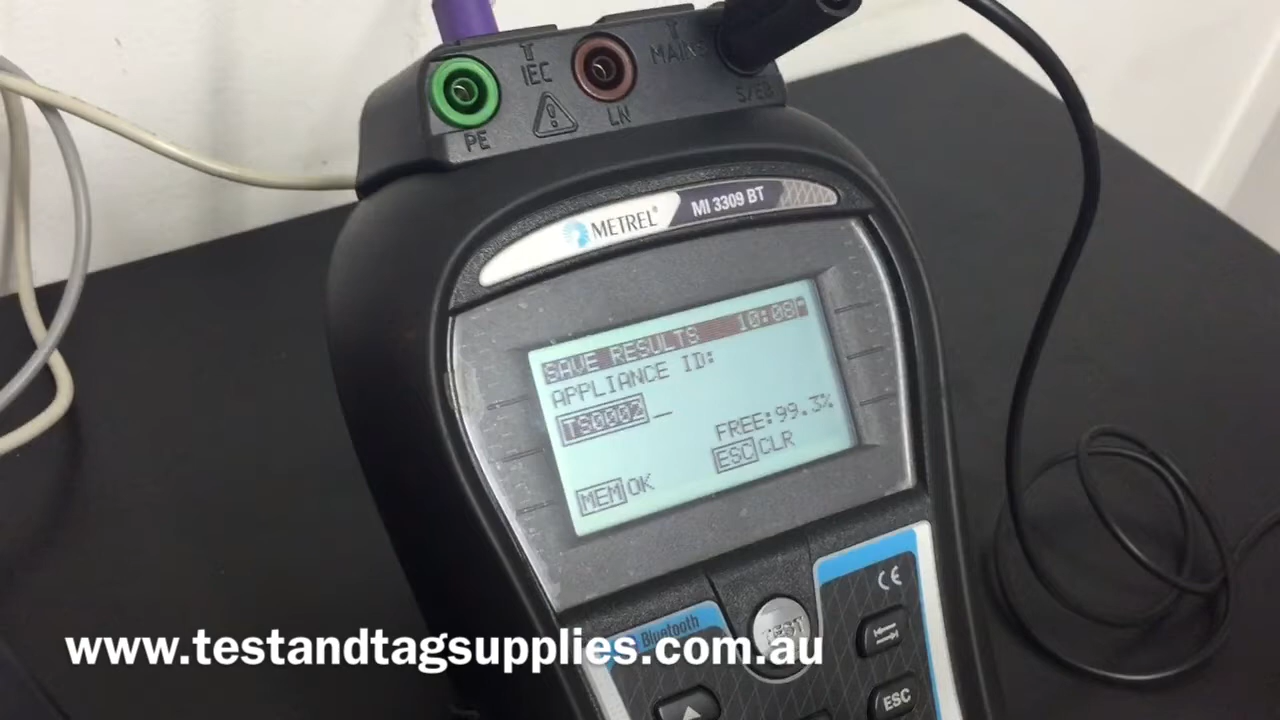 T
IEC
PE
LN
T
MAINS
S/EB
METREL®
MI 3309 BT
SAVE RESULTS 10:08
APPLIANCE ID:
TS0002_
FREE:99.3%
MEM OK
ESC CLR
CE
Bluetooth
TEST
ESC
www.testandtagsupplies.com.au